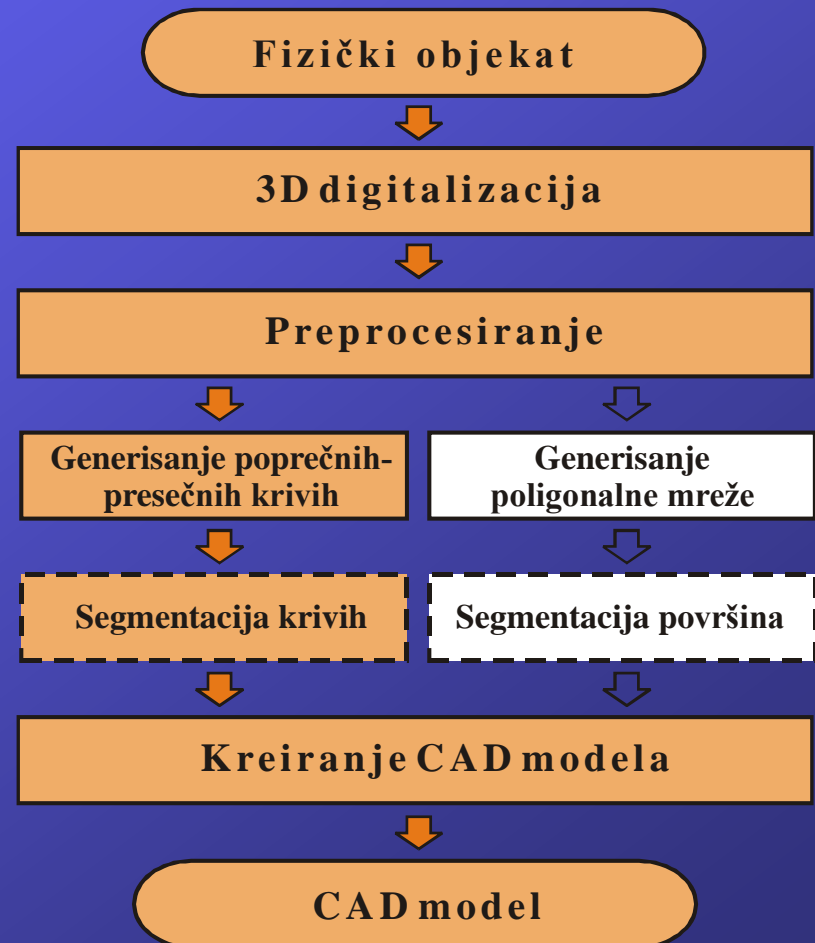 Fizički objekat
3D digitalizacija
Preprocesiranje
Generisanje poprečnih-
presečnih krivih
Generisanje
poligonalne mreže
Segmentacija krivih
Segmentacija površina
Kreiranje CAD modela
CAD model